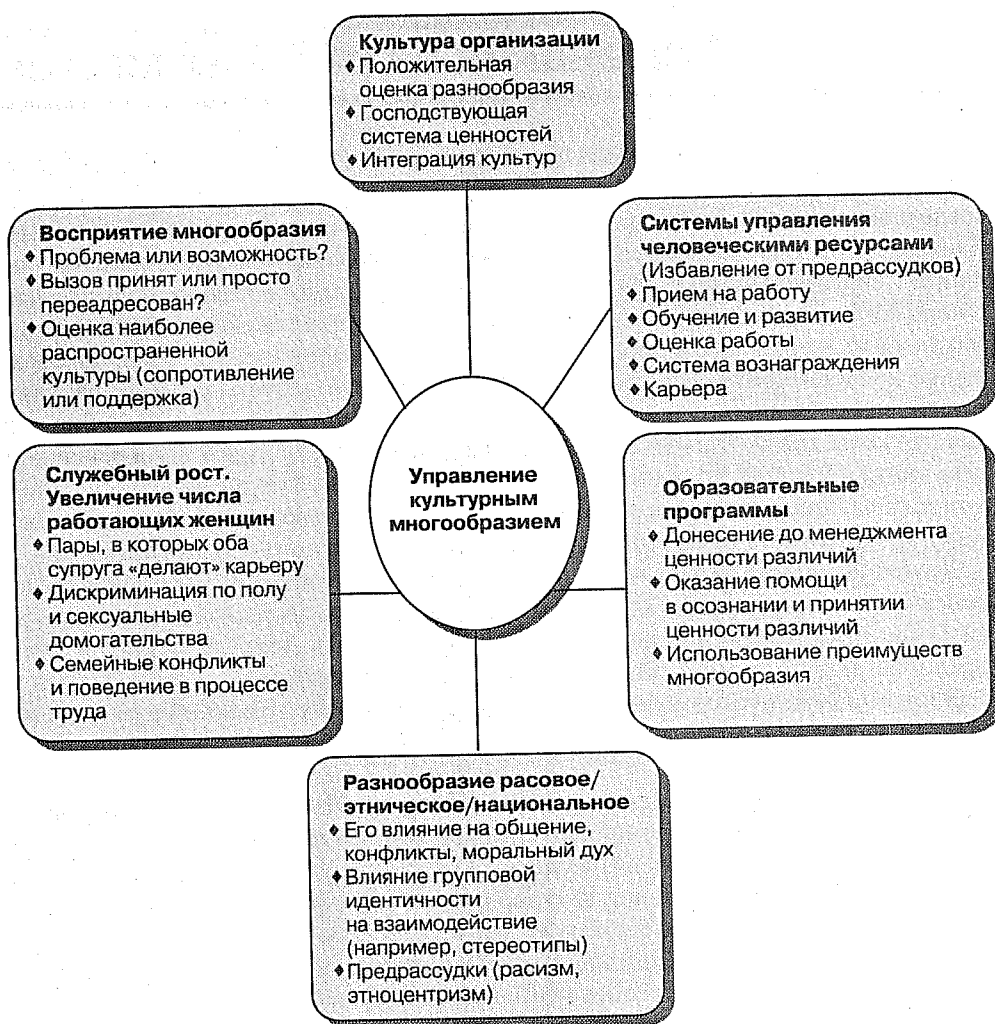 Культура организации
♦ Положительная
оценка разнообразия
♦ Господствующая
система ценностей
♦ Интеграция культур
Восприятие многообразия
♦ Проблема или возможность?
♦ Вызов принят или просто
переадресован?
♦ Оценка наиболее
распространенной
культуры (сопротивление
или поддержка)
Системы управления
человеческими ресурсами
(Избавление от предрассудков)
♦ Прием на работу
♦ Обучение и развитие
♦ Оценка работы
♦ Система вознаграждения
♦ Карьера
Управление
культурным
многообразием
Служебный рост.
Увеличение числа
работающих женщин
♦ Пары, в которых оба
супруга «делают» карьеру
♦ Дискриминация по полу
и сексуальные
домогательства
♦ Семейные конфликты
и поведение в процессе
труда
Образовательные
программы
♦ Донесение до менеджмента
ценности различий
♦ Оказание помощи
в осознании и принятии
ценности различий
♦ Использование преимуществ
многообразия
Разнообразие расовое/
этническое/национальное
♦ Его влияние на общение,
конфликты, моральный дух
♦ Влияние групповой
идентичности
на взаимодействие
(например, стереотипы)
♦ Предрассудки (расизм,
этноцентризм)